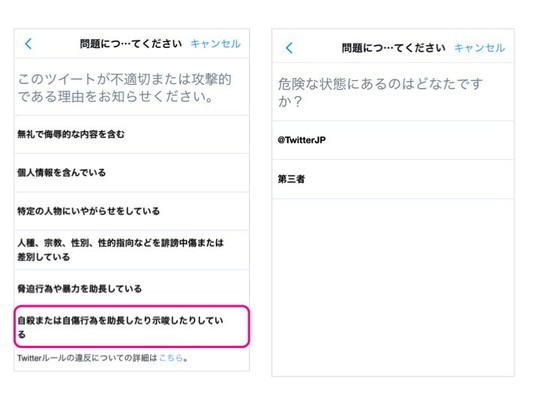 問題につ…てください キャンセル
このツイートが不適切または攻撃的
である理由をお知らせください。
無礼で侮辱的な内容を含む
個人情報を含んでいる
特定の人物にいやがらせをしている
人種、宗教、性別、性的指向などを誹謗中傷または
差別している
脅迫行為や暴力を助長している
自殺または自傷行為を助長したり示唆したりしてい
る
Twitterルールの違反についての詳細はこちら。
問題につ…てください キャンセル
危険な状態にあるのはどなたです
か？
@TwitterJP
第三者